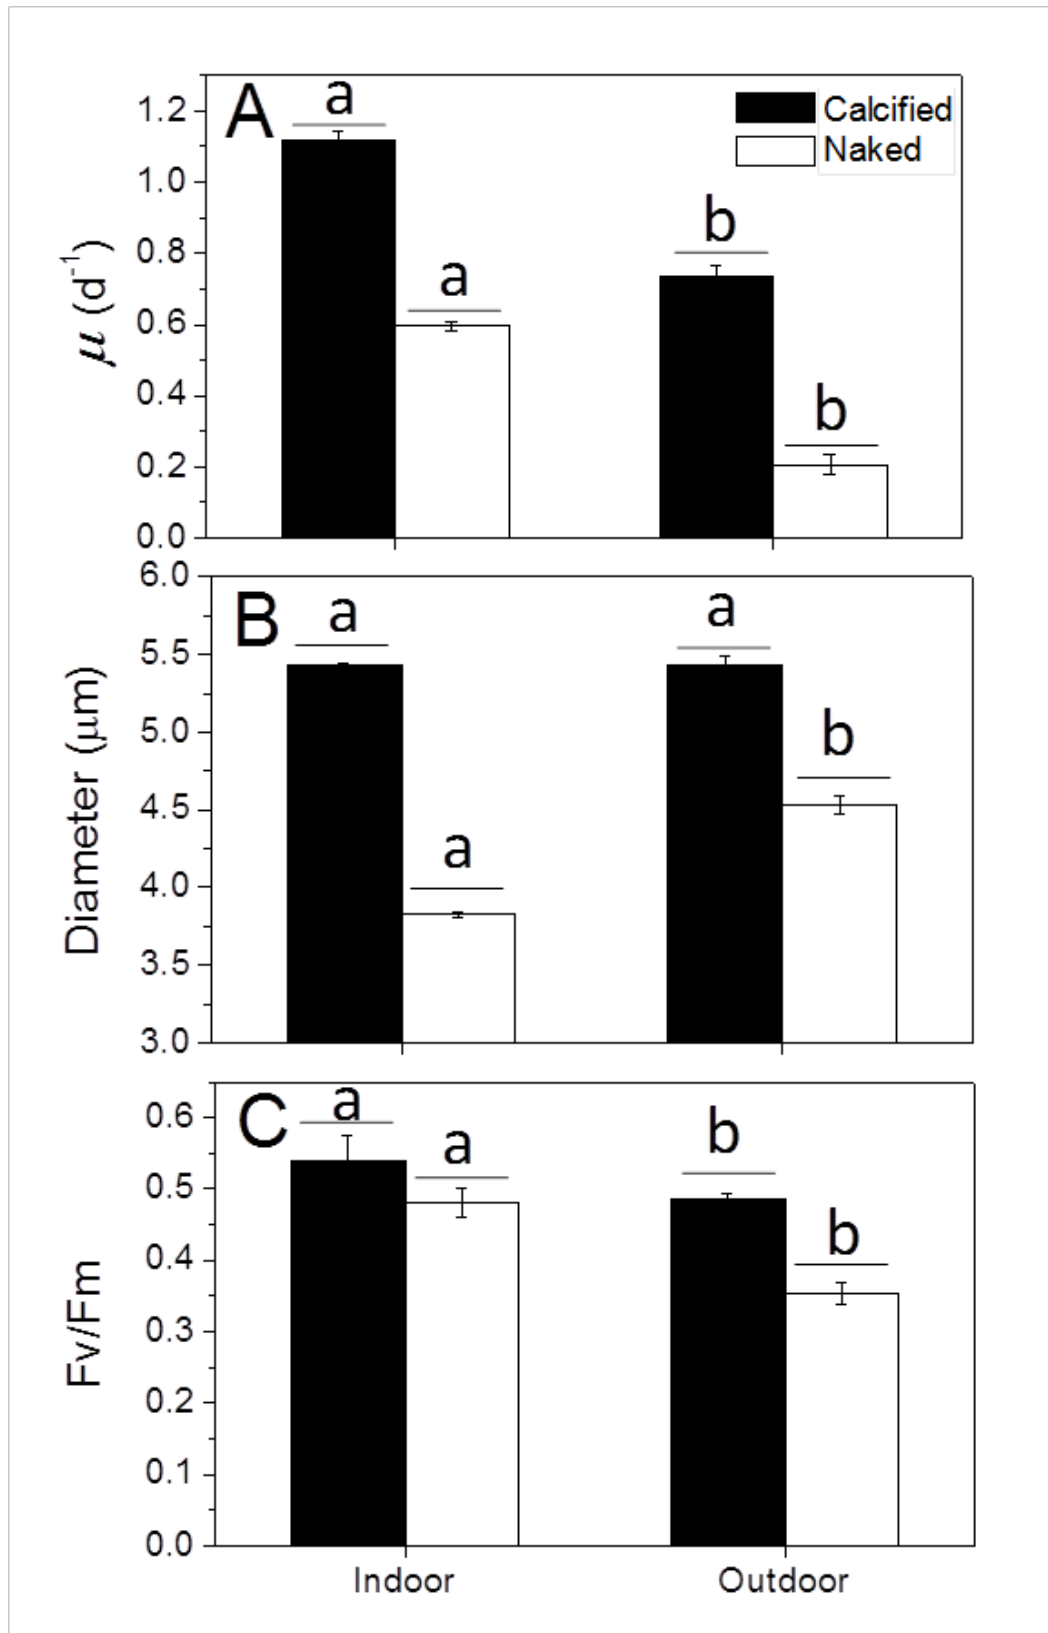 A
a
Calcified
Naked
1.2
1.0
0.8
0.6
0.4
0.2
0.0
μ (d⁻¹)
a
b
b
B
a
a
6.0
5.5
5.0
4.5
4.0
3.5
3.0
Diameter (μm)
a
b
C
a
b
0.6
0.5
0.4
0.3
0.2
0.1
0.0
Fv/Fm
a
b
Indoor
Outdoor